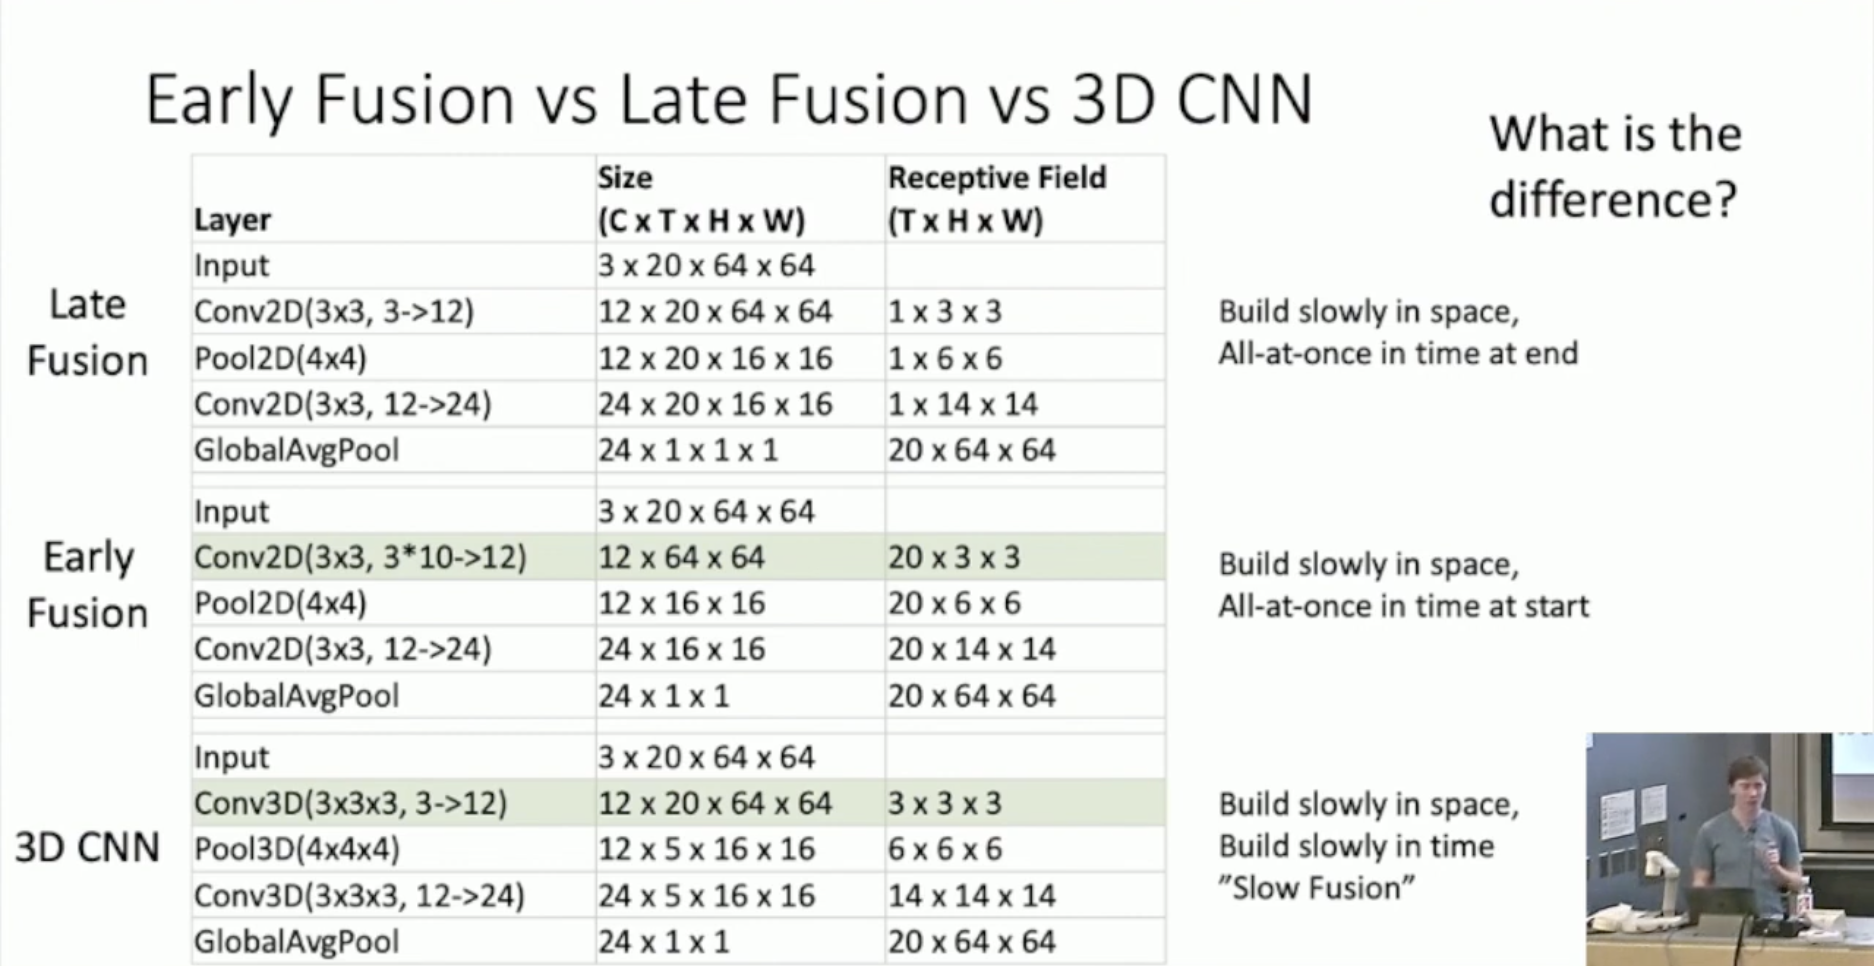 Early Fusion vs Late Fusion vs 3D CNN
What is the
difference?
Layer | Size (C x T x H x W) | Receptive Field (T x H x W)
Late Fusion
Input | 3 x 20 x 64 x 64
Conv2D(3x3, 3->12) | 12 x 20 x 64 x 64 | 1 x 3 x 3
Pool2D(4x4) | 12 x 20 x 16 x 16 | 1 x 6 x 6
Conv2D(3x3, 12->24) | 24 x 20 x 16 x 16 | 1 x 14 x 14
GlobalAvgPool | 24 x 1 x 1 x 1 | 20 x 64 x 64
Build slowly in space,
All-at-once in time at end
Early Fusion
Input | 3 x 20 x 64 x 64
Conv2D(3x3, 3*10->12) | 12 x 64 x 64 | 20 x 3 x 3
Pool2D(4x4) | 12 x 16 x 16 | 20 x 6 x 6
Conv2D(3x3, 12->24) | 24 x 16 x 16 | 20 x 14 x 14
GlobalAvgPool | 24 x 1 x 1 | 20 x 64 x 64
Build slowly in space,
All-at-once in time at start
3D CNN
Input | 3 x 20 x 64 x 64
Conv3D(3x3x3, 3->12) | 12 x 20 x 64 x 64 | 3 x 3 x 3
Pool3D(4x4x4) | 12 x 5 x 16 x 16 | 6 x 6 x 6
Conv3D(3x3x3, 12->24) | 24 x 5 x 16 x 16 | 14 x 14 x 14
GlobalAvgPool | 24 x 1 x 1 | 20 x 64 x 64
Build slowly in space,
Build slowly in time
"Slow Fusion"